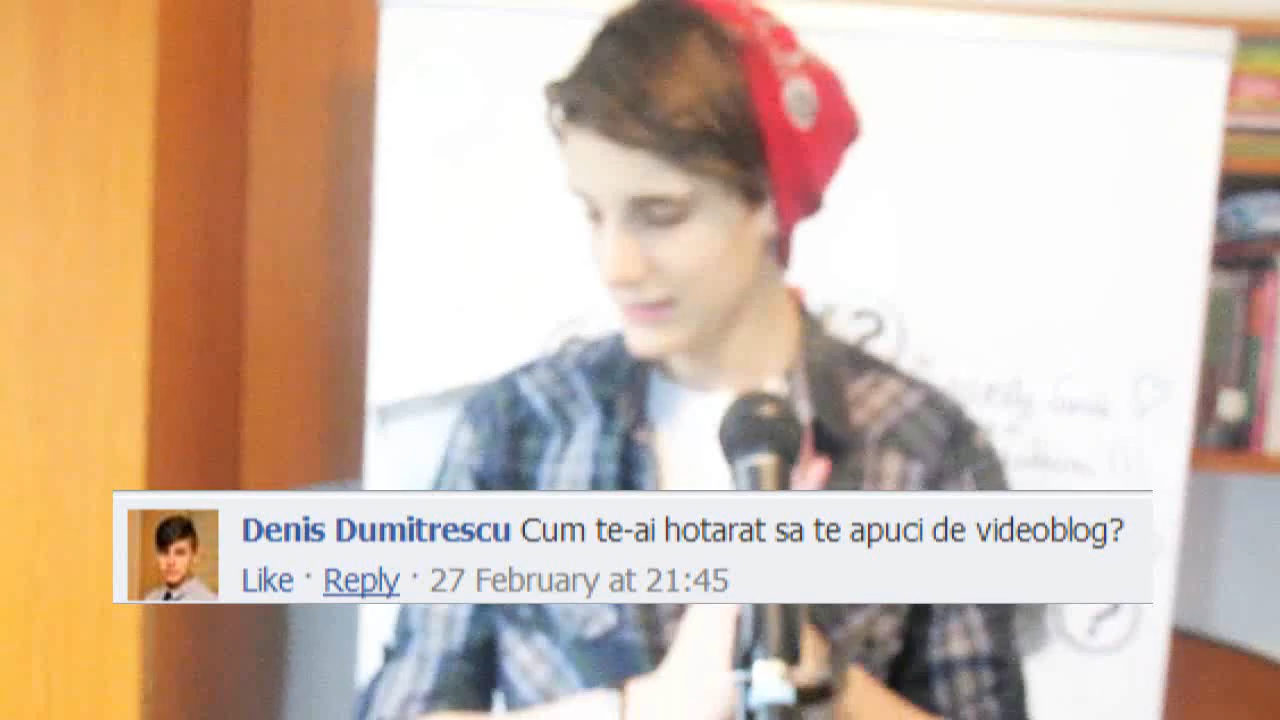 ?
Denis Dumitrescu Cum te-ai hotarat sa te apuci de videoblog?
Like · Reply · 27 February at 21:45
?